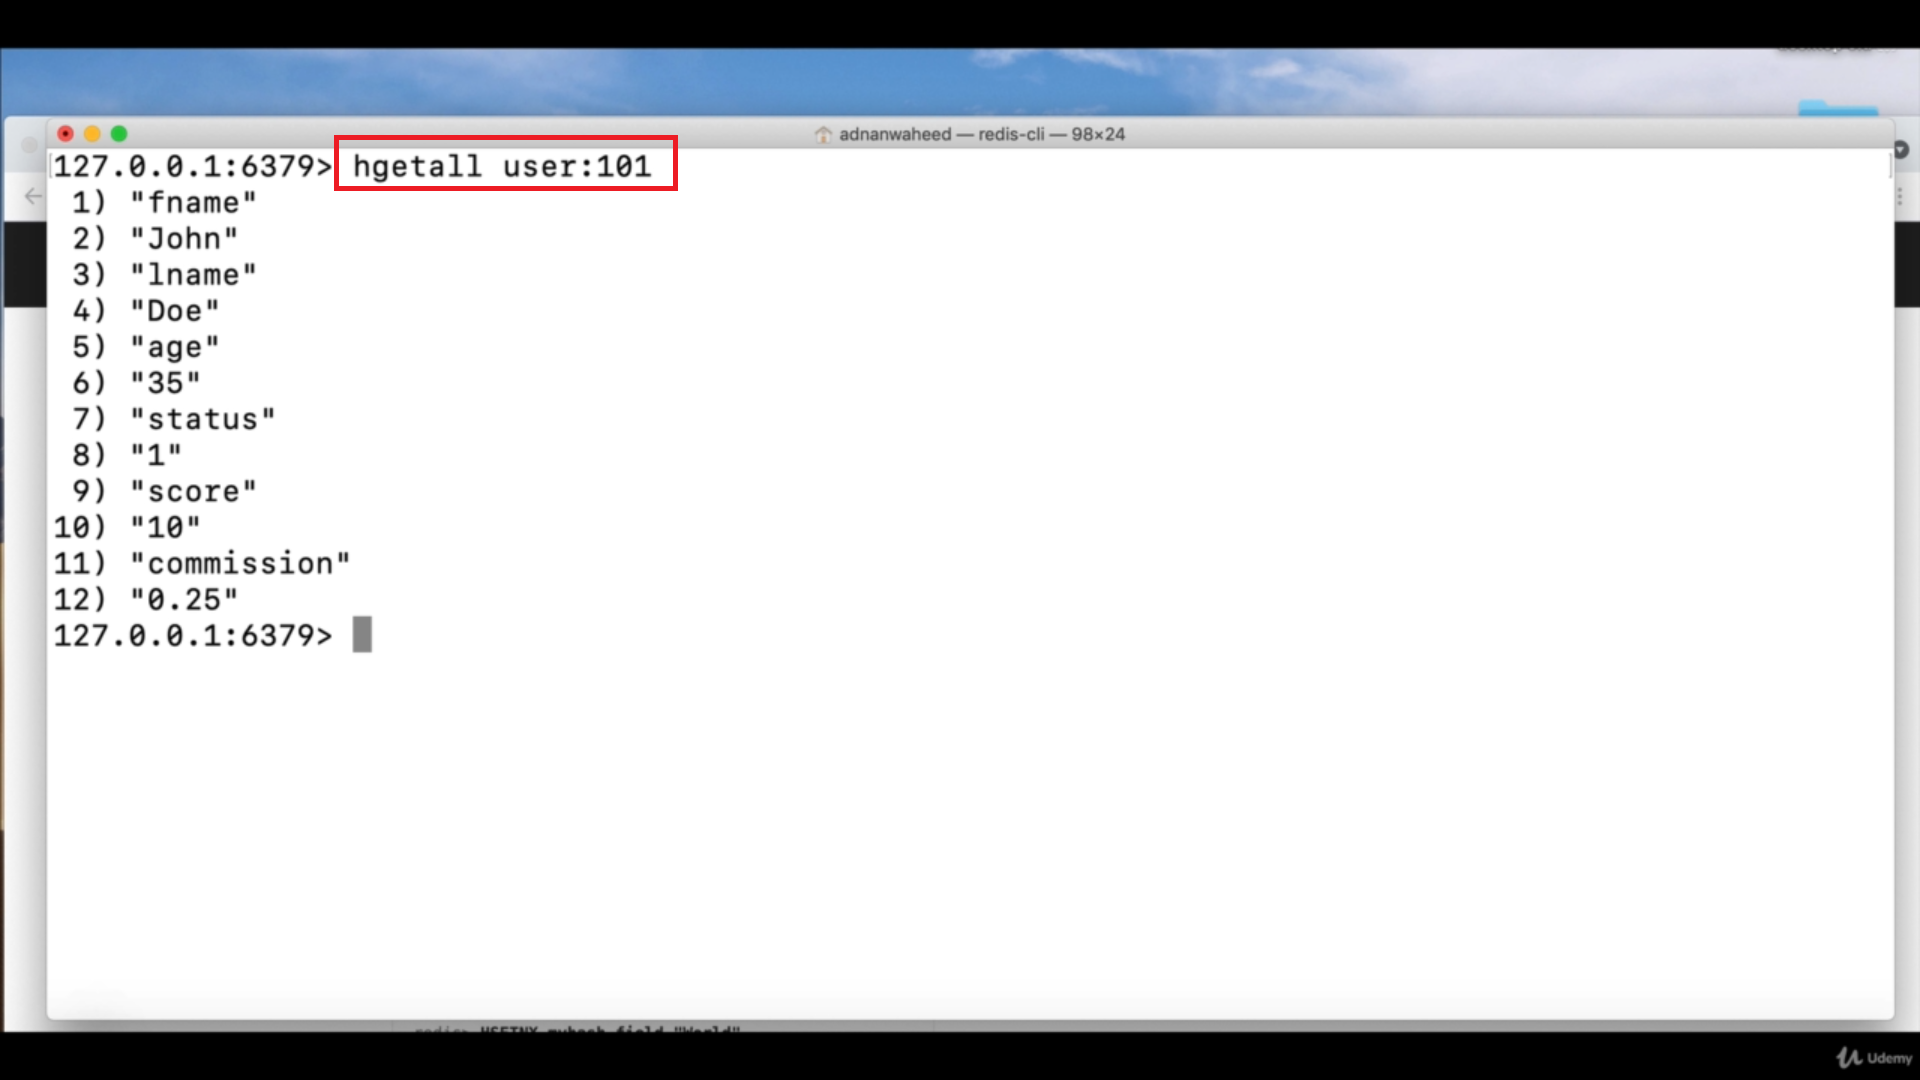 adnanwaheed — redis-cli — 98×24
127.0.0.1:6379> hgetall user:101
1) "fname"
2) "John"
3) "lname"
4) "Doe"
5) "age"
6) "35"
7) "status"
8) "1"
9) "score"
10) "10"
11) "commission"
12) "0.25"
127.0.0.1:6379>
redis> HSETNX myhash field "World"
Udemy